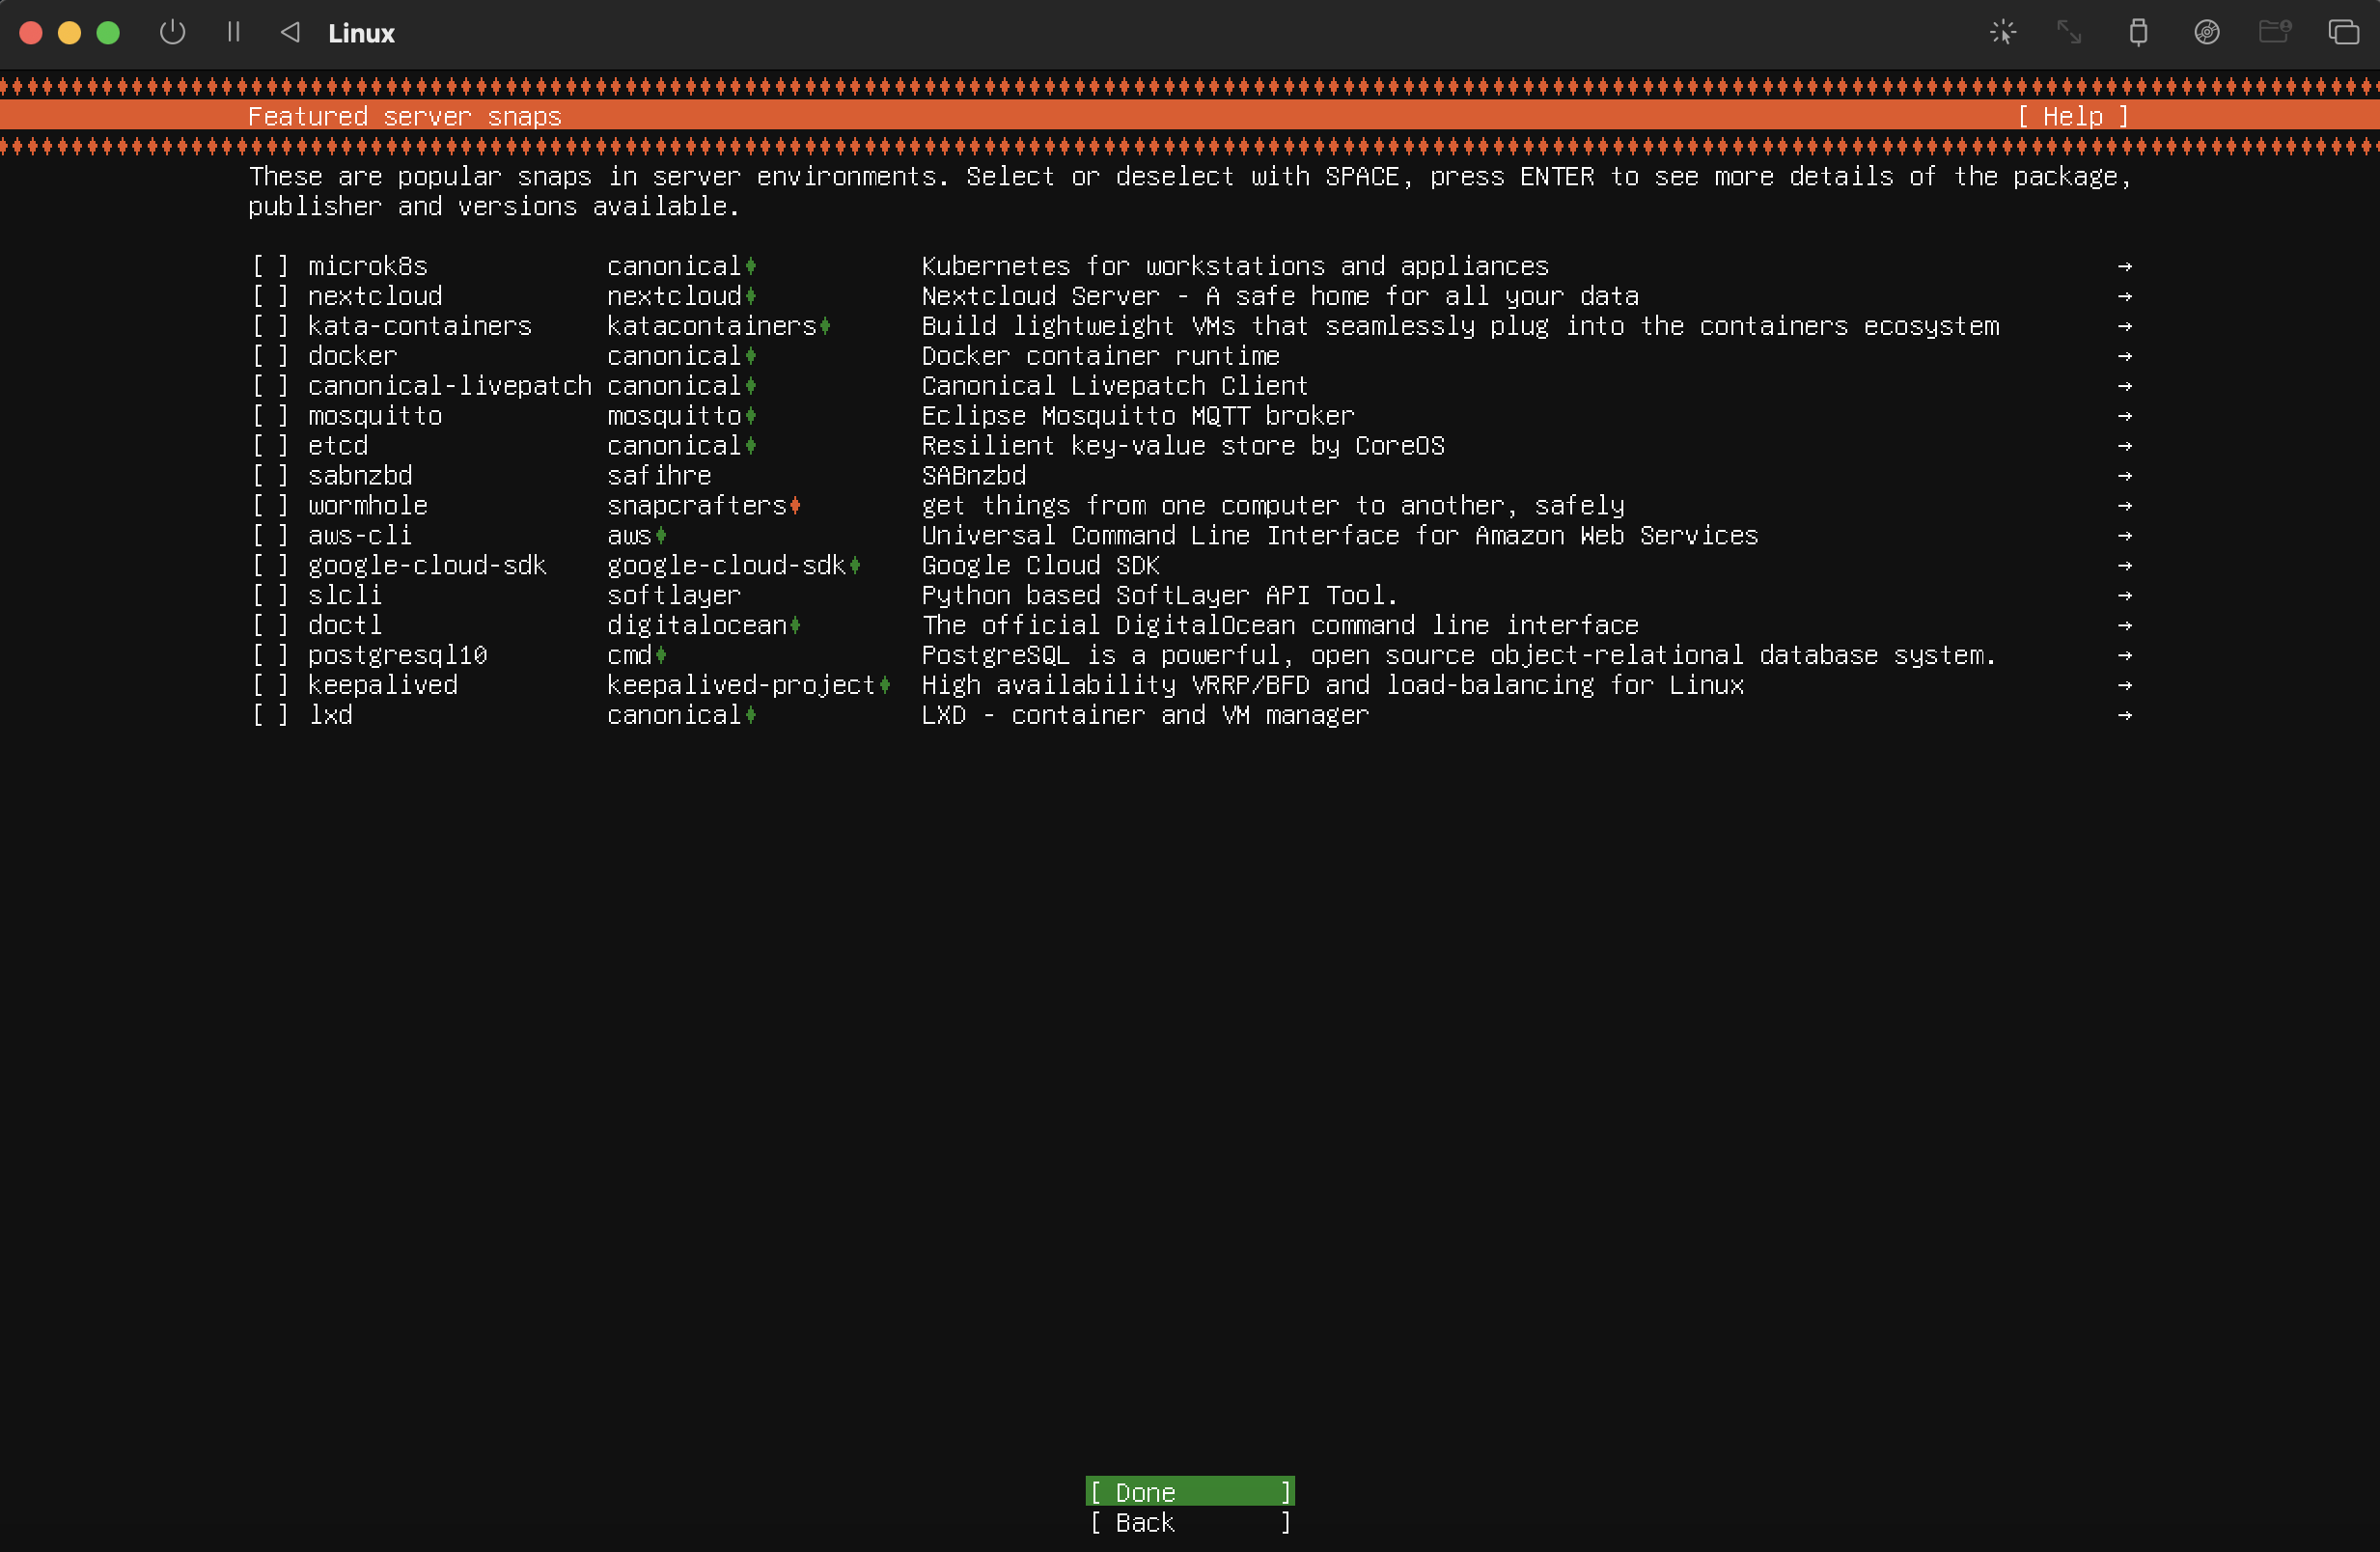 Linux
Featured server snaps [ Help ]
These are popular snaps in server environments. Select or deselect with SPACE, press ENTER to see more details of the package,
publisher and versions available.
[ ] microk8s canonical Kubernetes for workstations and appliances →
[ ] nextcloud nextcloud Nextcloud Server - A safe home for all your data →
[ ] kata-containers katacontainers Build lightweight VMs that seamlessly plug into the containers ecosystem →
[ ] docker canonical Docker container runtime →
[ ] canonical-livepatch canonical Canonical Livepatch Client →
[ ] mosquitto mosquitto Eclipse Mosquitto MQTT broker →
[ ] etcd canonical Resilient key-value store by CoreOS →
[ ] sabnzbd safihre SABnzbd →
[ ] wormhole snapcrafters get things from one computer to another, safely →
[ ] aws-cli aws Universal Command Line Interface for Amazon Web Services →
[ ] google-cloud-sdk google-cloud-sdk Google Cloud SDK →
[ ] slcli softlayer Python based SoftLayer API Tool. →
[ ] doctl digitalocean The official DigitalOcean command line interface →
[ ] postgresql10 cmd PostgreSQL is a powerful, open source object-relational database system. →
[ ] keepalived keepalived-project High availability VRRP/BFD and load-balancing for Linux →
[ ] lxd canonical LXD - container and VM manager →
[ Done ]
[ Back ]